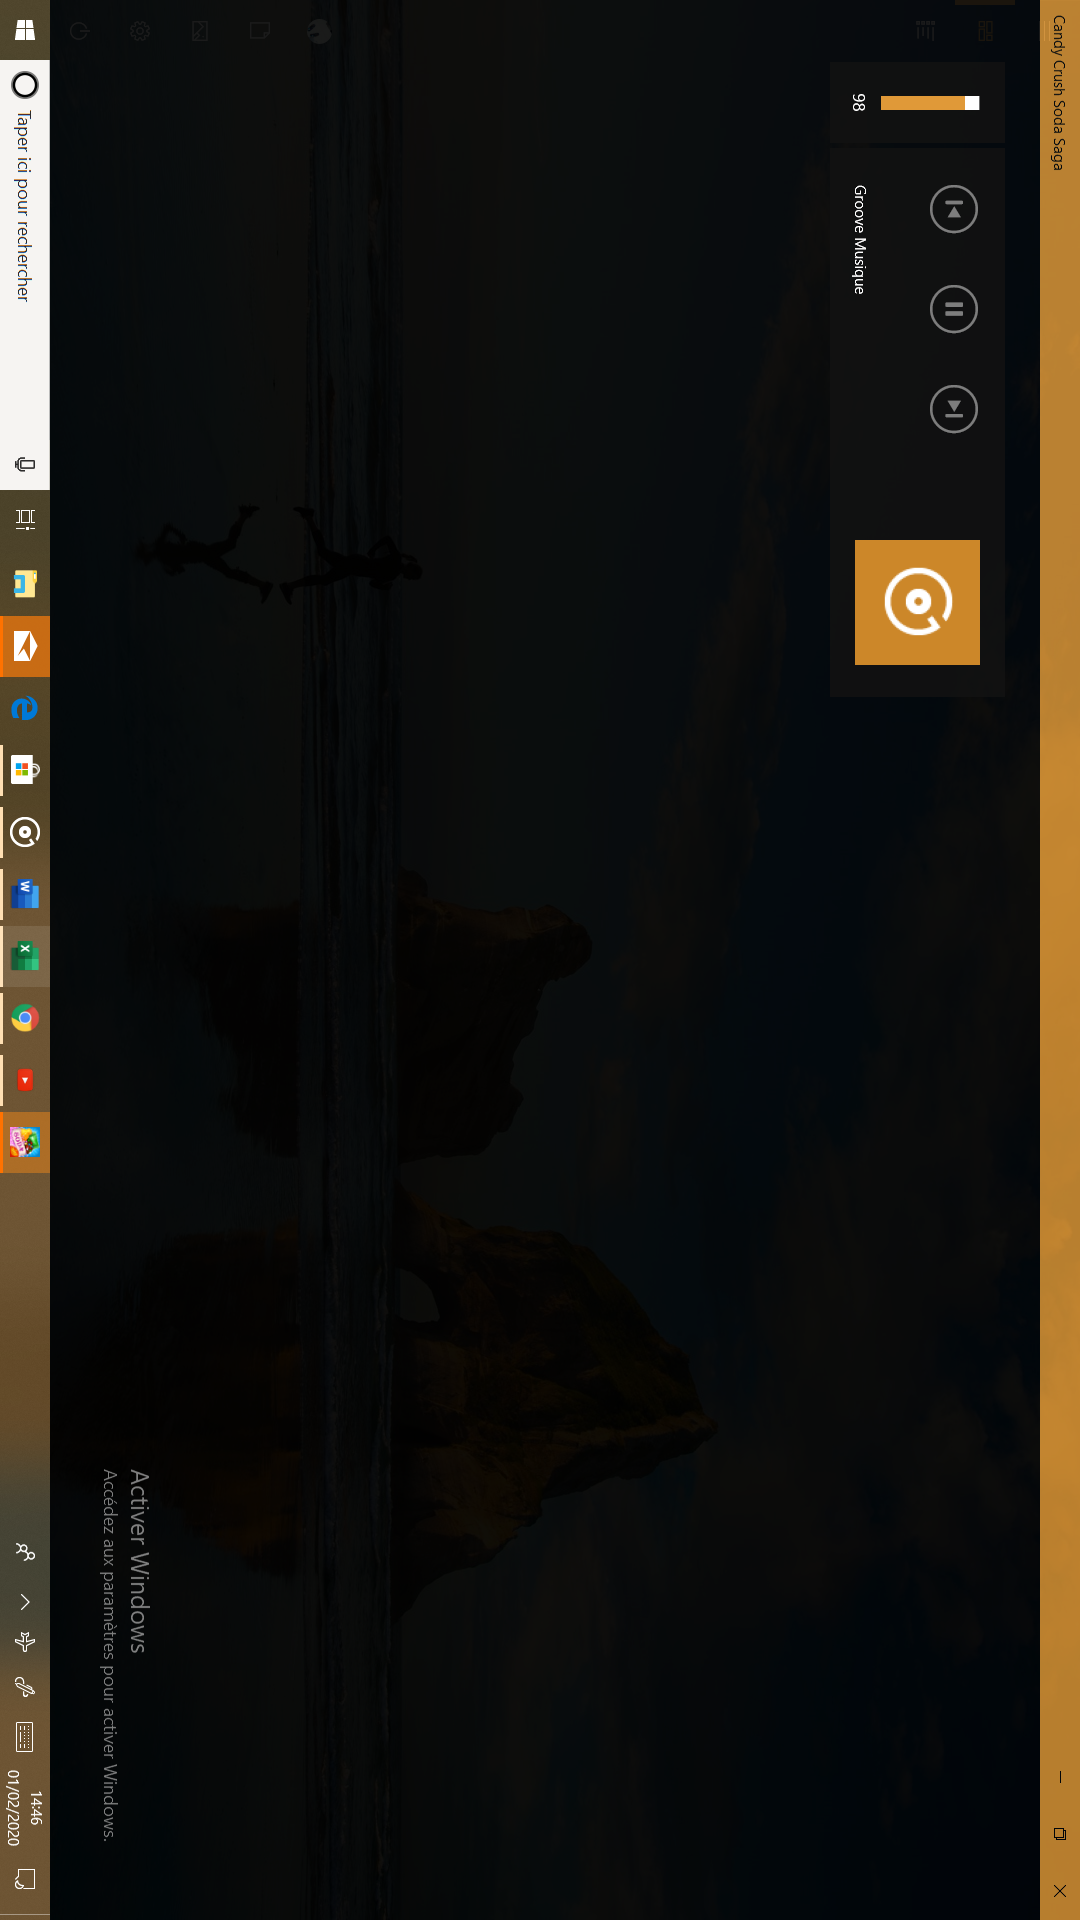 Candy Crush Soda Saga
98
Groove Musique
Activer Windows
Accédez aux paramètres pour activer Windows.
Taper ici pour rechercher
14:46
01/02/2020